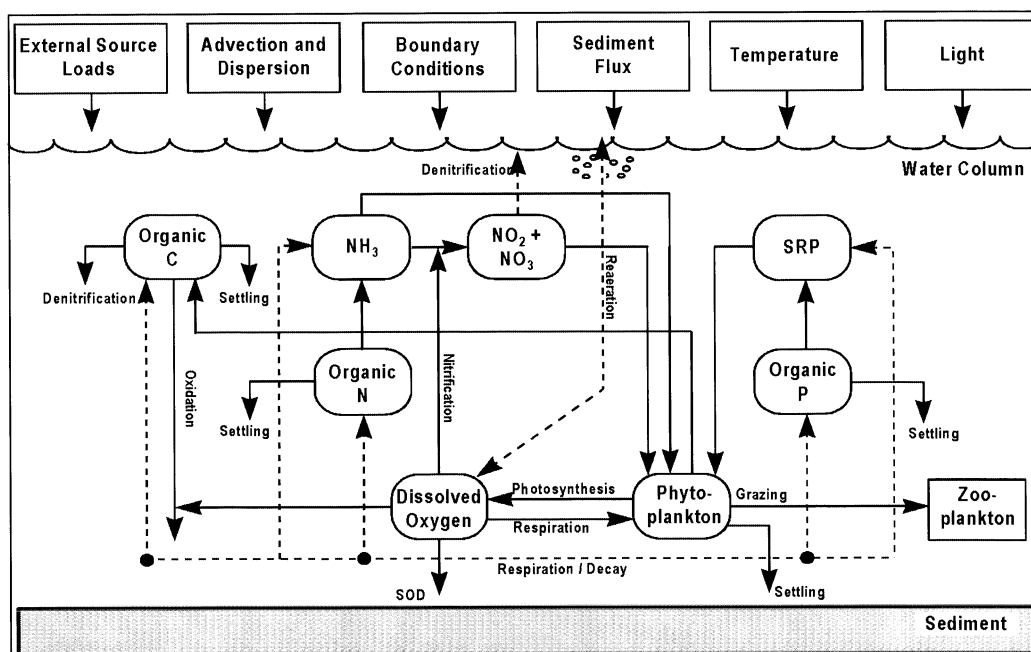 External Source
Loads
Advection and
Dispersion
Boundary
Conditions
Sediment
Flux
Temperature
Light
Water Column
Denitrification
Organic
C
NH3
NO2 +
NO3
SRP
Denitrification
Settling
Reaeration
Oxidation
Nitrification
Organic
N
Organic
P
Settling
Settling
Dissolved
Oxygen
Photosynthesis
Respiration
Phyto-
plankton
Grazing
Zoo-
plankton
Respiration / Decay
SOD
Settling
Sediment